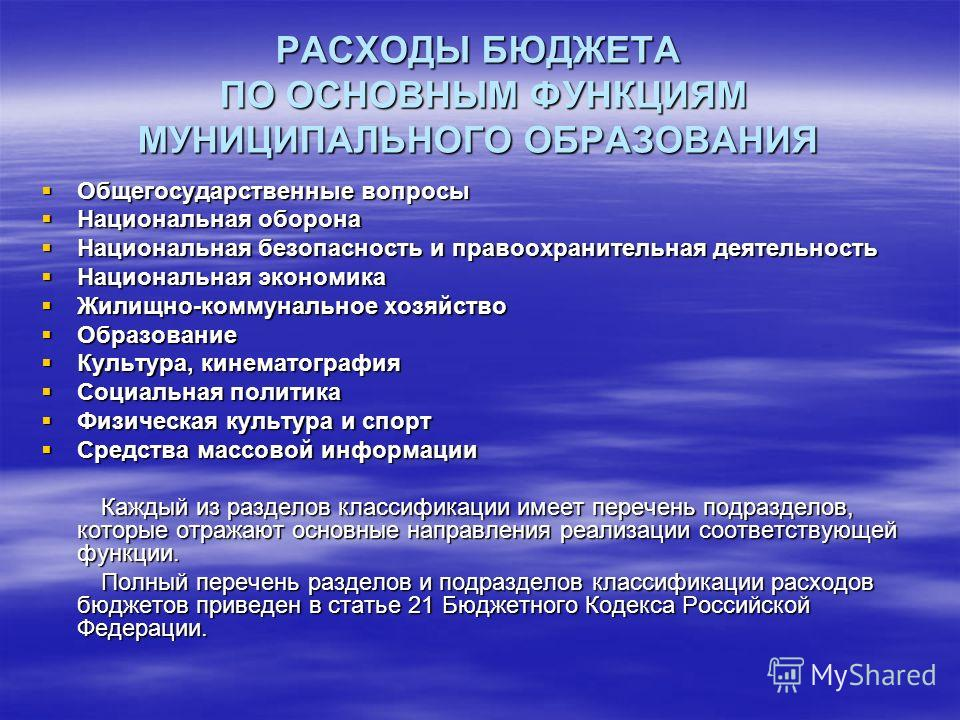 РАСХОДЫ БЮДЖЕТА
ПО ОСНОВНЫМ ФУНКЦИЯМ
МУНИЦИПАЛЬНОГО ОБРАЗОВАНИЯ
Общегосударственные вопросы
Национальная оборона
Национальная безопасность и правоохранительная деятельность
Национальная экономика
Жилищно-коммунальное хозяйство
Образование
Культура, кинематография
Социальная политика
Физическая культура и спорт
Средства массовой информации
Каждый из разделов классификации имеет перечень подразделов,
которые отражают основные направления реализации соответствующей
функции.
Полный перечень разделов и подразделов классификации расходов
бюджетов приведен в статье 21 Бюджетного Кодекса Российской
Федерации.
MyShared